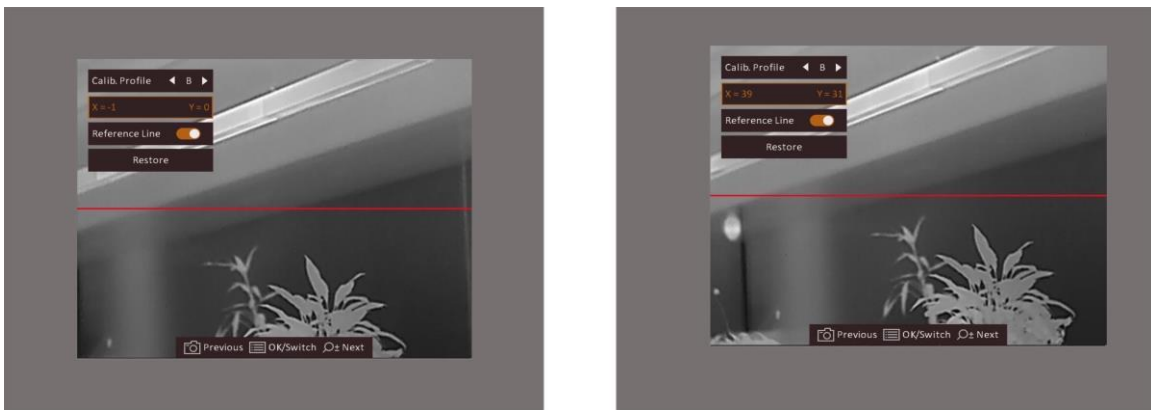 Calib. Profile ◀ B ▶
X = -1 Y = 0
Reference Line
Restore
Previous OK/Switch ± Next
Calib. Profile ◀ B ▶
X = 39 Y = 31
Reference Line
Restore
Previous OK/Switch ± Next